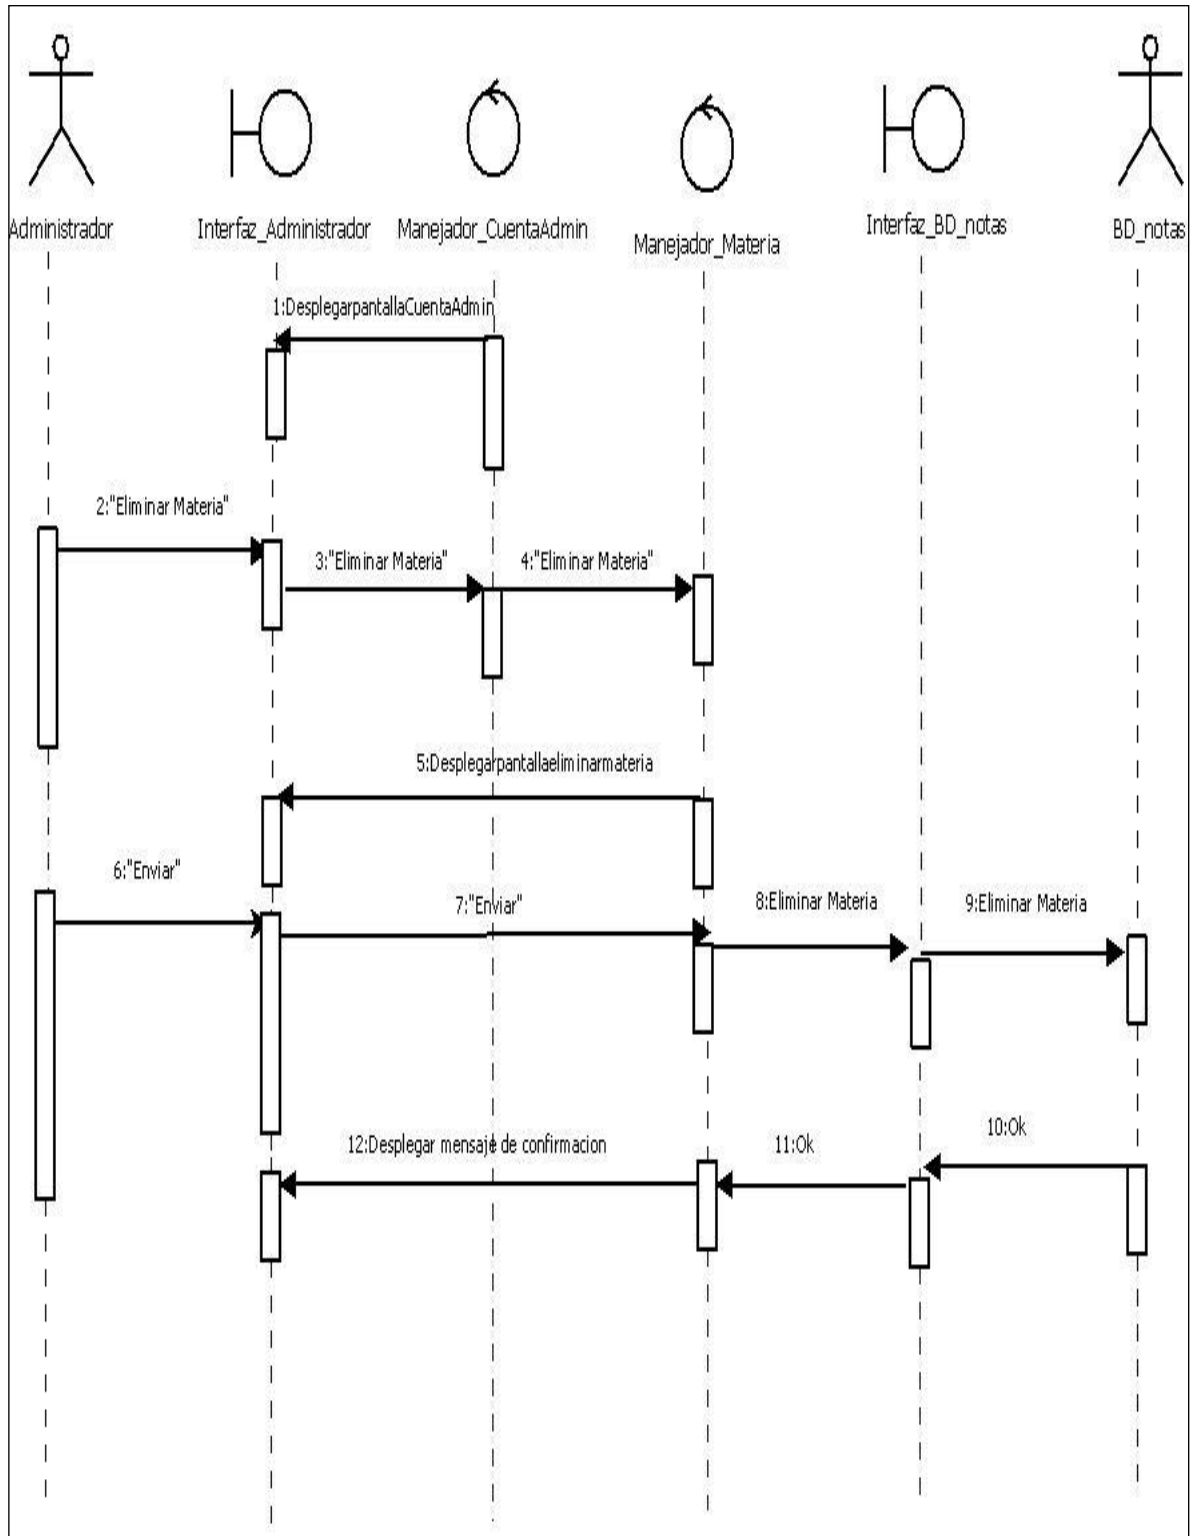 Administrador
Interfaz_Administrador
Manejador_CuentaAdmin
Manejador_Materia
Interfaz_BD_notas
BD_notas
1:DesplegarpantallaCuentaAdmin
2:"Eliminar Materia"
3:"Eliminar Materia"
4:"Eliminar Materia"
5:Desplegarpantallaeliminarmateria
6:"Enviar"
7:"Enviar"
8:Eliminar Materia
9:Eliminar Materia
10:Ok
11:Ok
12:Desplegar mensaje de confirmacion